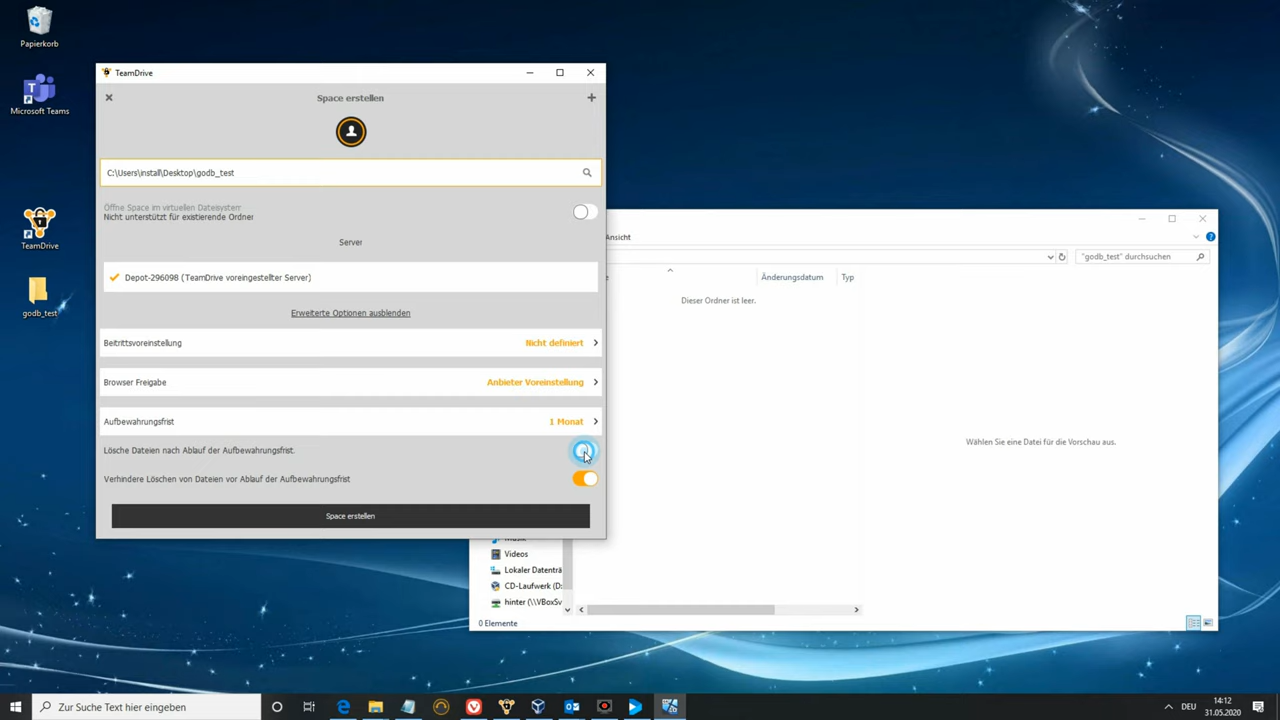 Papierkorb
Microsoft Teams
TeamDrive
godb_test
TeamDrive
Space erstellen
C:\Users\install\Desktop\godb_test
Öffne Space im virtuellen Dateisystem:
Nicht unterstützt für existierende Ordner
Server
Depot-296098 (TeamDrive voreingestellter Server)
Erweiterte Optionen ausblenden
Beitrittsvoreinstellung Nicht definiert
Browser Freigabe Anbieter Voreinstellung
Aufbewahrungsfrist 1 Monat
Lösche Dateien nach Ablauf der Aufbewahrungsfrist.
Verhindere Löschen von Dateien vor Ablauf der Aufbewahrungsfrist
Space erstellen
Ansicht
"godb_test" durchsuchen
Änderungsdatum Typ
Dieser Ordner ist leer.
Wählen Sie eine Datei für die Vorschau aus.
Videos
Lokaler Datenträ
CD-Laufwerk (D:
hinter (\\VBoxSv
0 Elemente
Zur Suche Text hier eingeben
DEU
14:12
31.05.2020